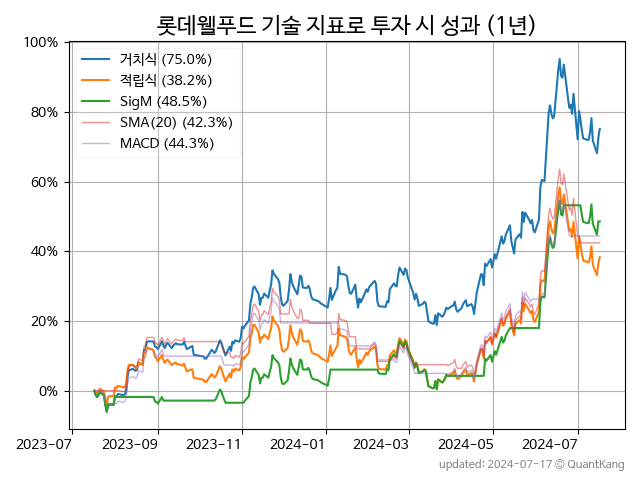 롯데웰푸드 기술 지표로 투자 시 성과 (1년)
거치식 (75.0%)
적립식 (38.2%)
SigM (48.5%)
SMA(20) (42.3%)
MACD (44.3%)
100%
80%
60%
40%
20%
0%
2023-07 2023-09 2023-11 2024-01 2024-03 2024-05 2024-07
updated: 2024-07-17 © QuantKang